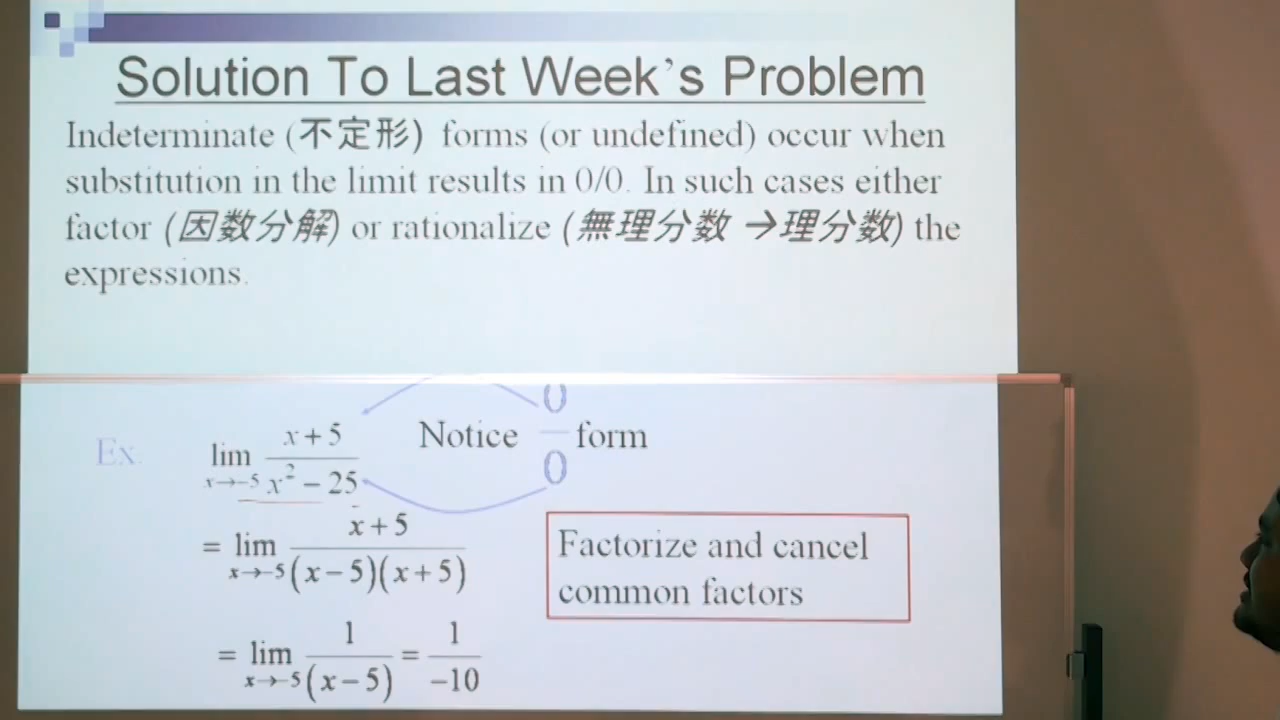 Solution To Last Week's Problem
Indeterminate (不定形) forms (or undefined) occur when
substitution in the limit results in 0/0. In such cases either
factor (因数分解) or rationalize (無理分数 →理分数) the
expressions.
Ex. lim x→-5 (x+5)/(x² − 25) Notice 0/0 form
= lim x→-5 (x+5)/((x−5)(x+5))
Factorize and cancel
common factors
= lim x→-5 1/(x−5) = 1/−10